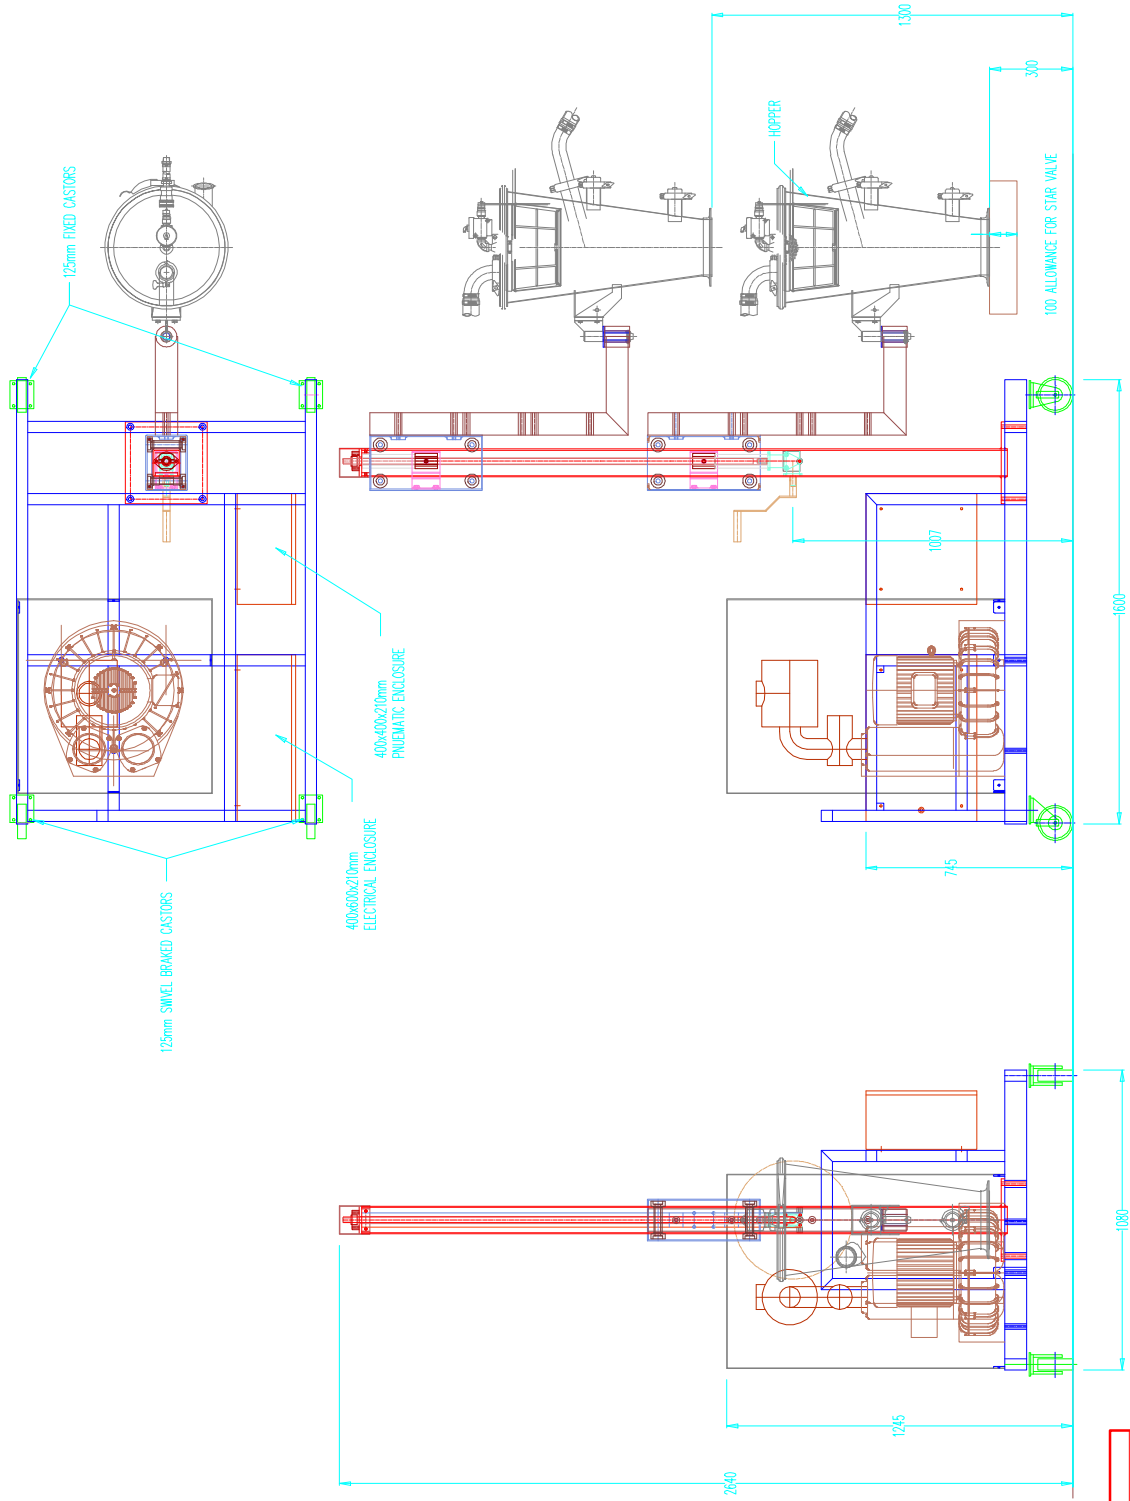 1300
300
HOPPER
100 ALLOWANCE FOR STAR VALVE
125mm FIXED CASTORS
1007
1600
400x400x210mm
PNUEMATIC ENCLOSURE
400x600x210mm
ELECTRICAL ENCLOSURE
745
125mm SWIVEL BRAKED CASTORS
1080
1245
2640